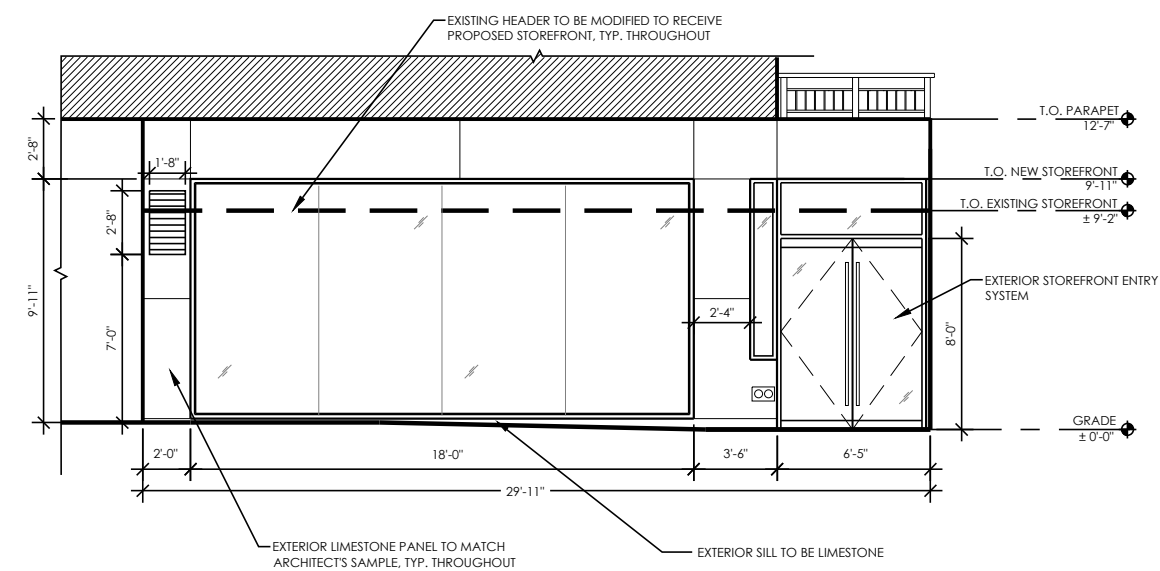 EXISTING HEADER TO BE MODIFIED TO RECEIVE
PROPOSED STOREFRONT, TYP. THROUGHOUT
T.O. PARAPET
12'-7"
2'-8"
1'-8"
T.O. NEW STOREFRONT
9'-11"
T.O. EXISTING STOREFRONT
± 9'-2"
2'-8"
EXTERIOR STOREFRONT ENTRY
SYSTEM
9'-11"
2'-4"
7'-0"
8'-0"
GRADE
± 0'-0"
2'-0"
18'-0"
3'-6"
6'-5"
29'-11"
EXTERIOR LIMESTONE PANEL TO MATCH
ARCHITECT'S SAMPLE, TYP. THROUGHOUT
EXTERIOR SILL TO BE LIMESTONE